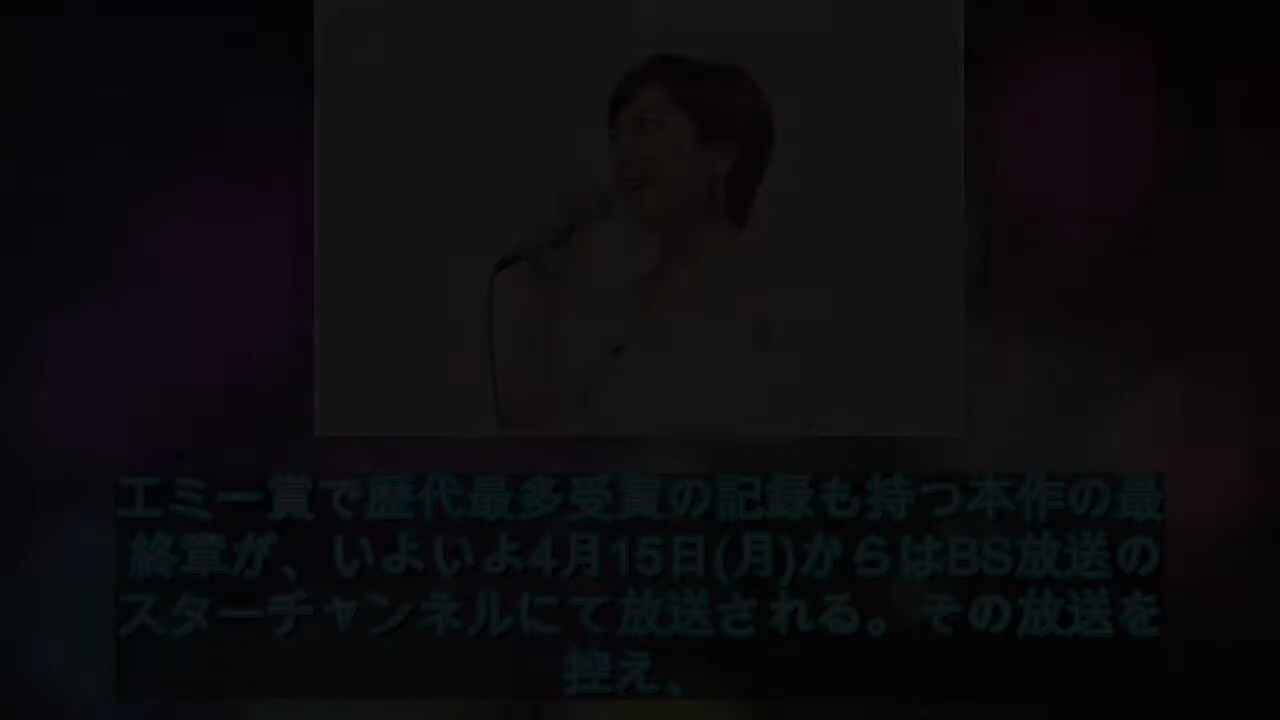 エミー賞で歴代最多受賞の記録も持つ本作の最
終章が、いよいよ4月15日(月)からはBS放送の
スターチャンネルにて放送される。その放送を
控え、